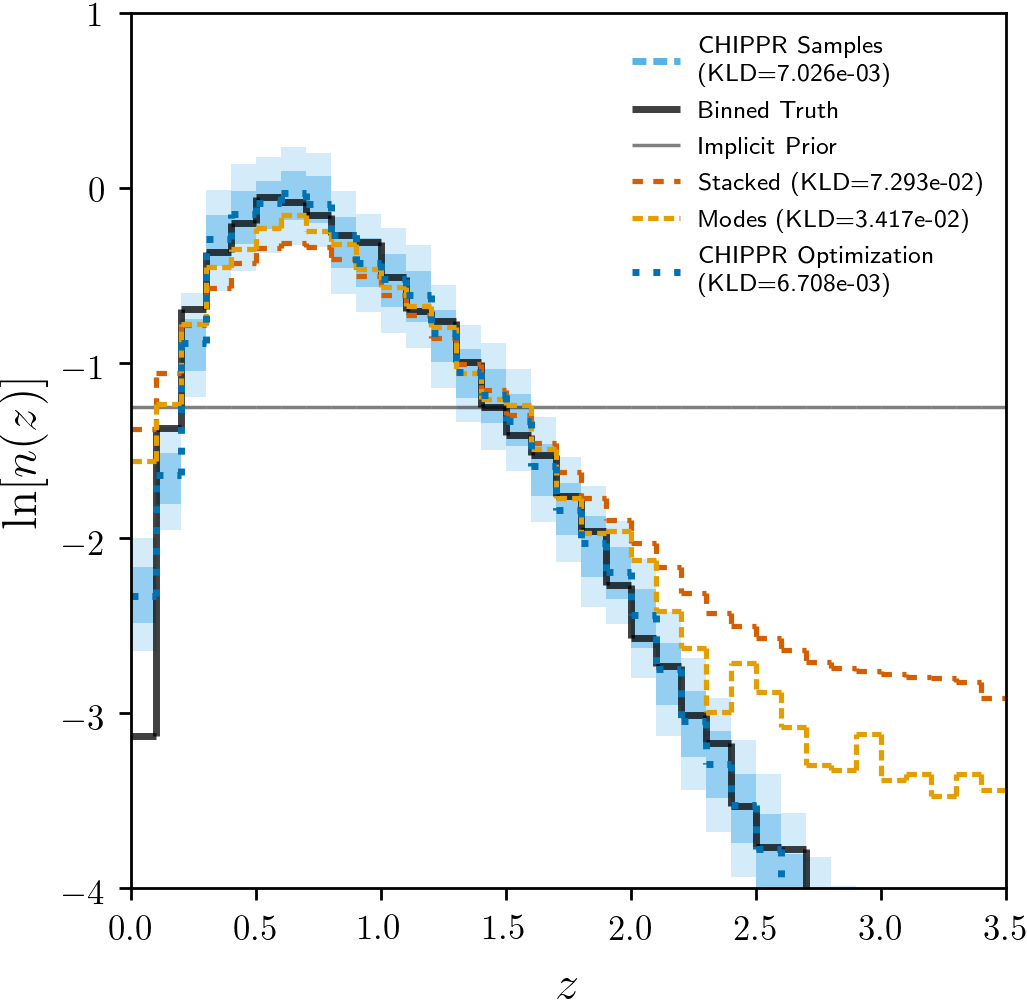 CHIPPR Samples
(KLD=7.026e-03)
Binned Truth
Implicit Prior
Stacked (KLD=7.293e-02)
Modes (KLD=3.417e-02)
CHIPPR Optimization
(KLD=6.708e-03)
1
0
−1
−2
−3
−4
ln[n(z)]
0.0 0.5 1.0 1.5 2.0 2.5 3.0 3.5
z